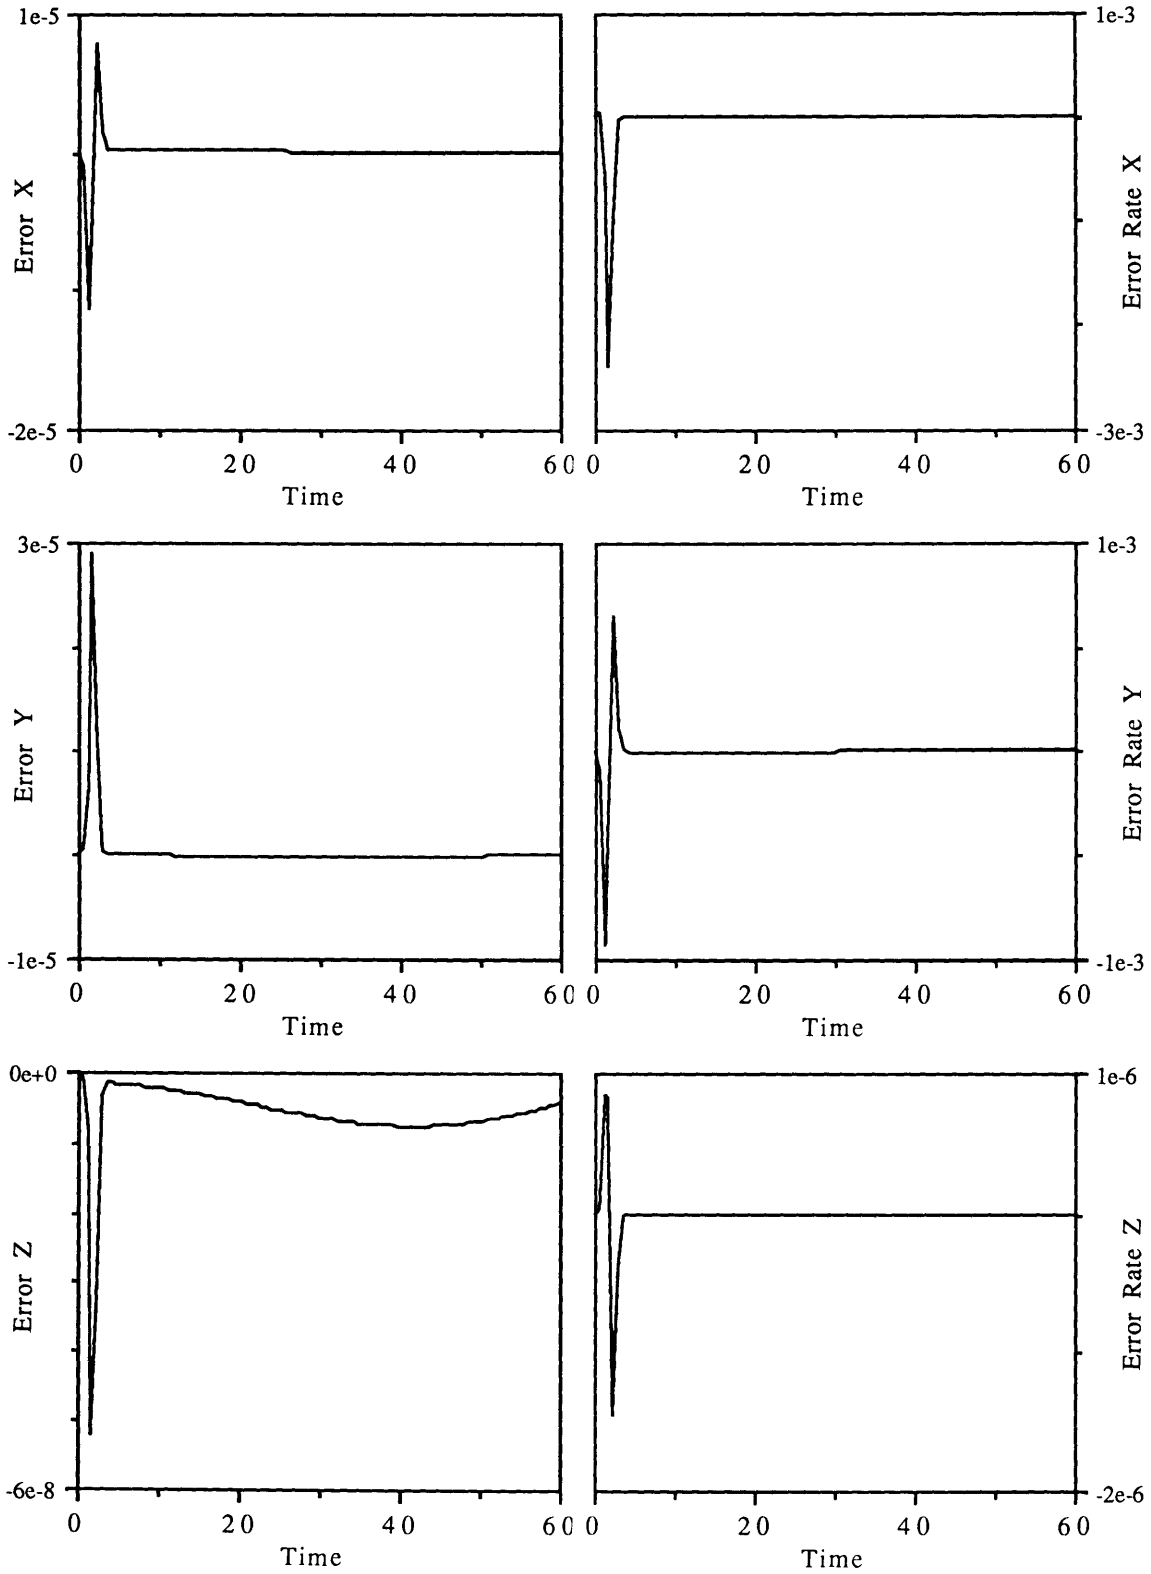 1e-5
1e-3
Error X
Error Rate X
-2e-5
-3e-3
0 20 40 60
0 20 40 60
Time
Time
3e-5
1e-3
Error Y
Error Rate Y
-1e-5
-1e-3
0 20 40 60
0 20 40 60
Time
Time
0e+0
1e-6
Error Z
Error Rate Z
-6e-8
-2e-6
0 20 40 60
0 20 40 60
Time
Time